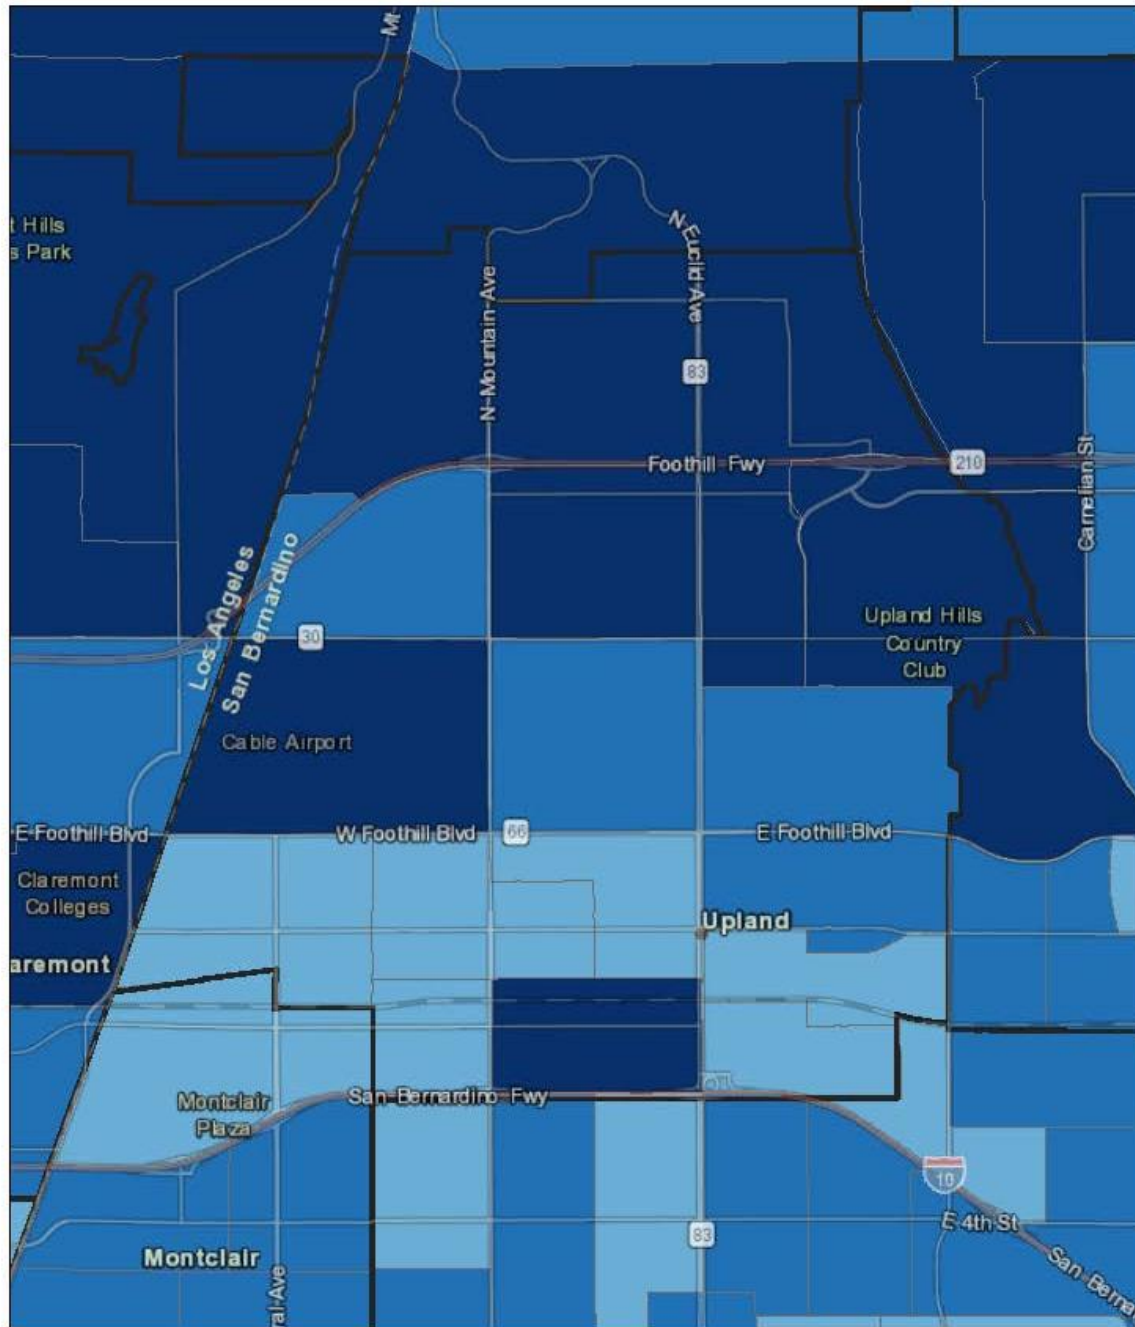 Mt
t Hills
s Park
N Euclid Ave
N Mountain Ave
83
Foothill Fwy
210
Carnelian St
Los Angeles
San Bernardino
30
Upland Hills
Country
Club
Cable Airport
E Foothill Blvd
W Foothill Blvd
66
E Foothill Blvd
Claremont
Colleges
Upland
aremont
San Bernardino Fwy
Montclair
Plaza
10
E 4th St
83
Montclair
San Berna
val Ave